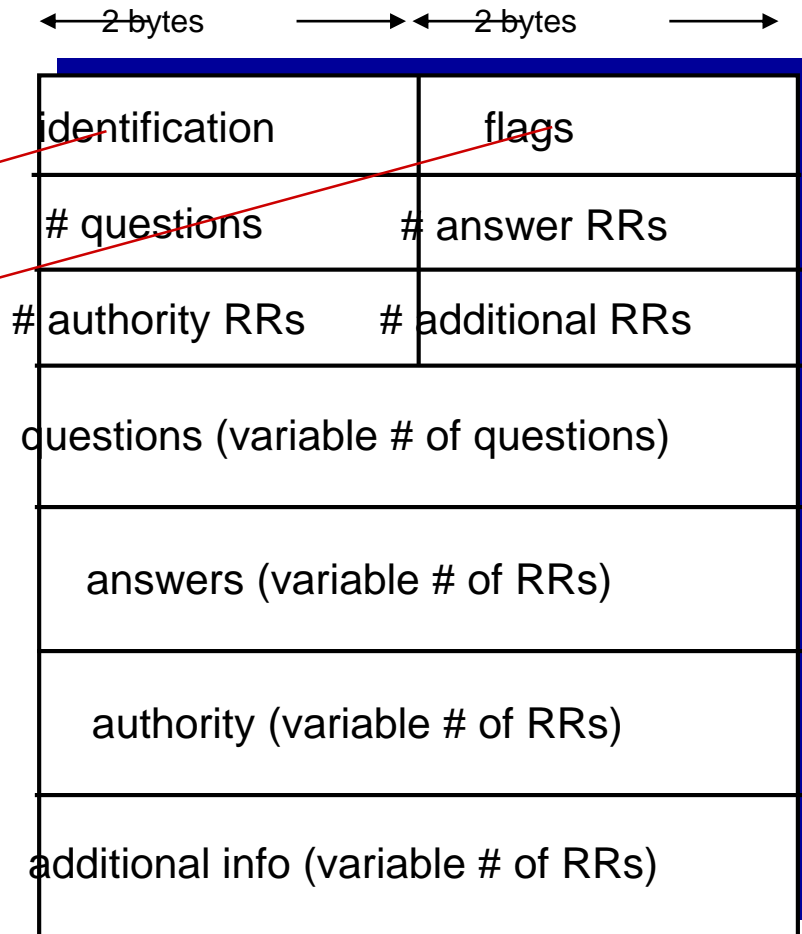 2 bytes 2 bytes
identification flags
# questions # answer RRs
# authority RRs # additional RRs
questions (variable # of questions)
answers (variable # of RRs)
authority (variable # of RRs)
additional info (variable # of RRs)